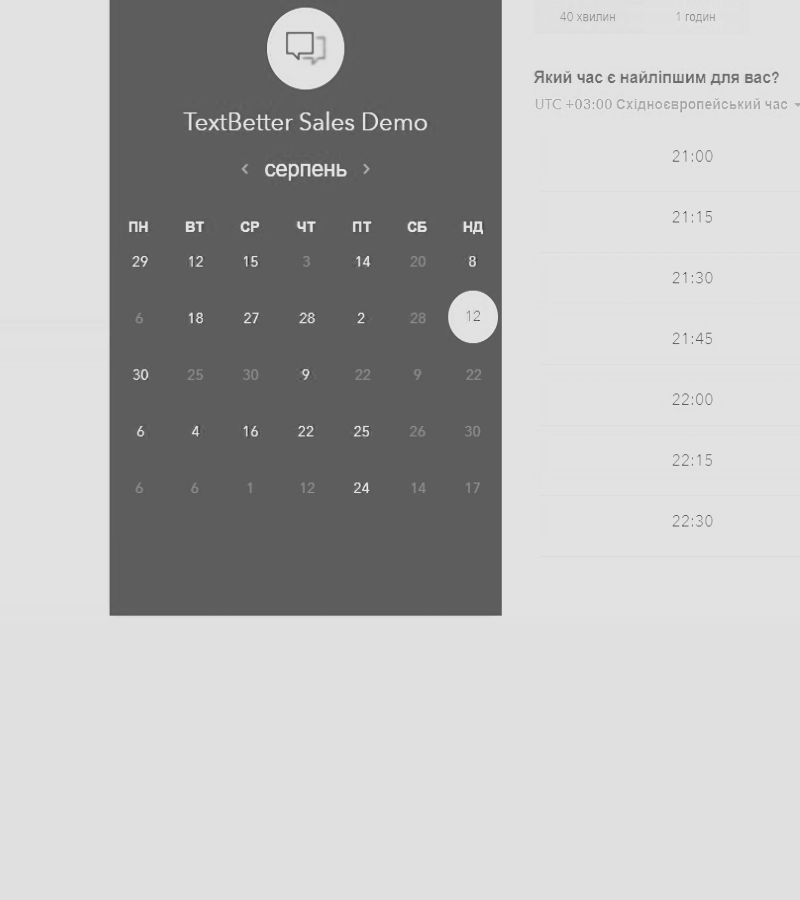 TextBetter Sales Demo
серпень
ПН ВТ СР ЧТ ПТ СБ НД
29 12 15 3 14 20 8
6 18 27 28 2 28 12
30 25 30 9 22 9 22
6 4 16 22 25 26 30
6 6 1 12 24 14 17
40 хвилин 1 годин
Який час є найліпшим для вас?
UTC +03:00 Східноєвропейський час
21:00
21:15
21:30
21:45
22:00
22:15
22:30